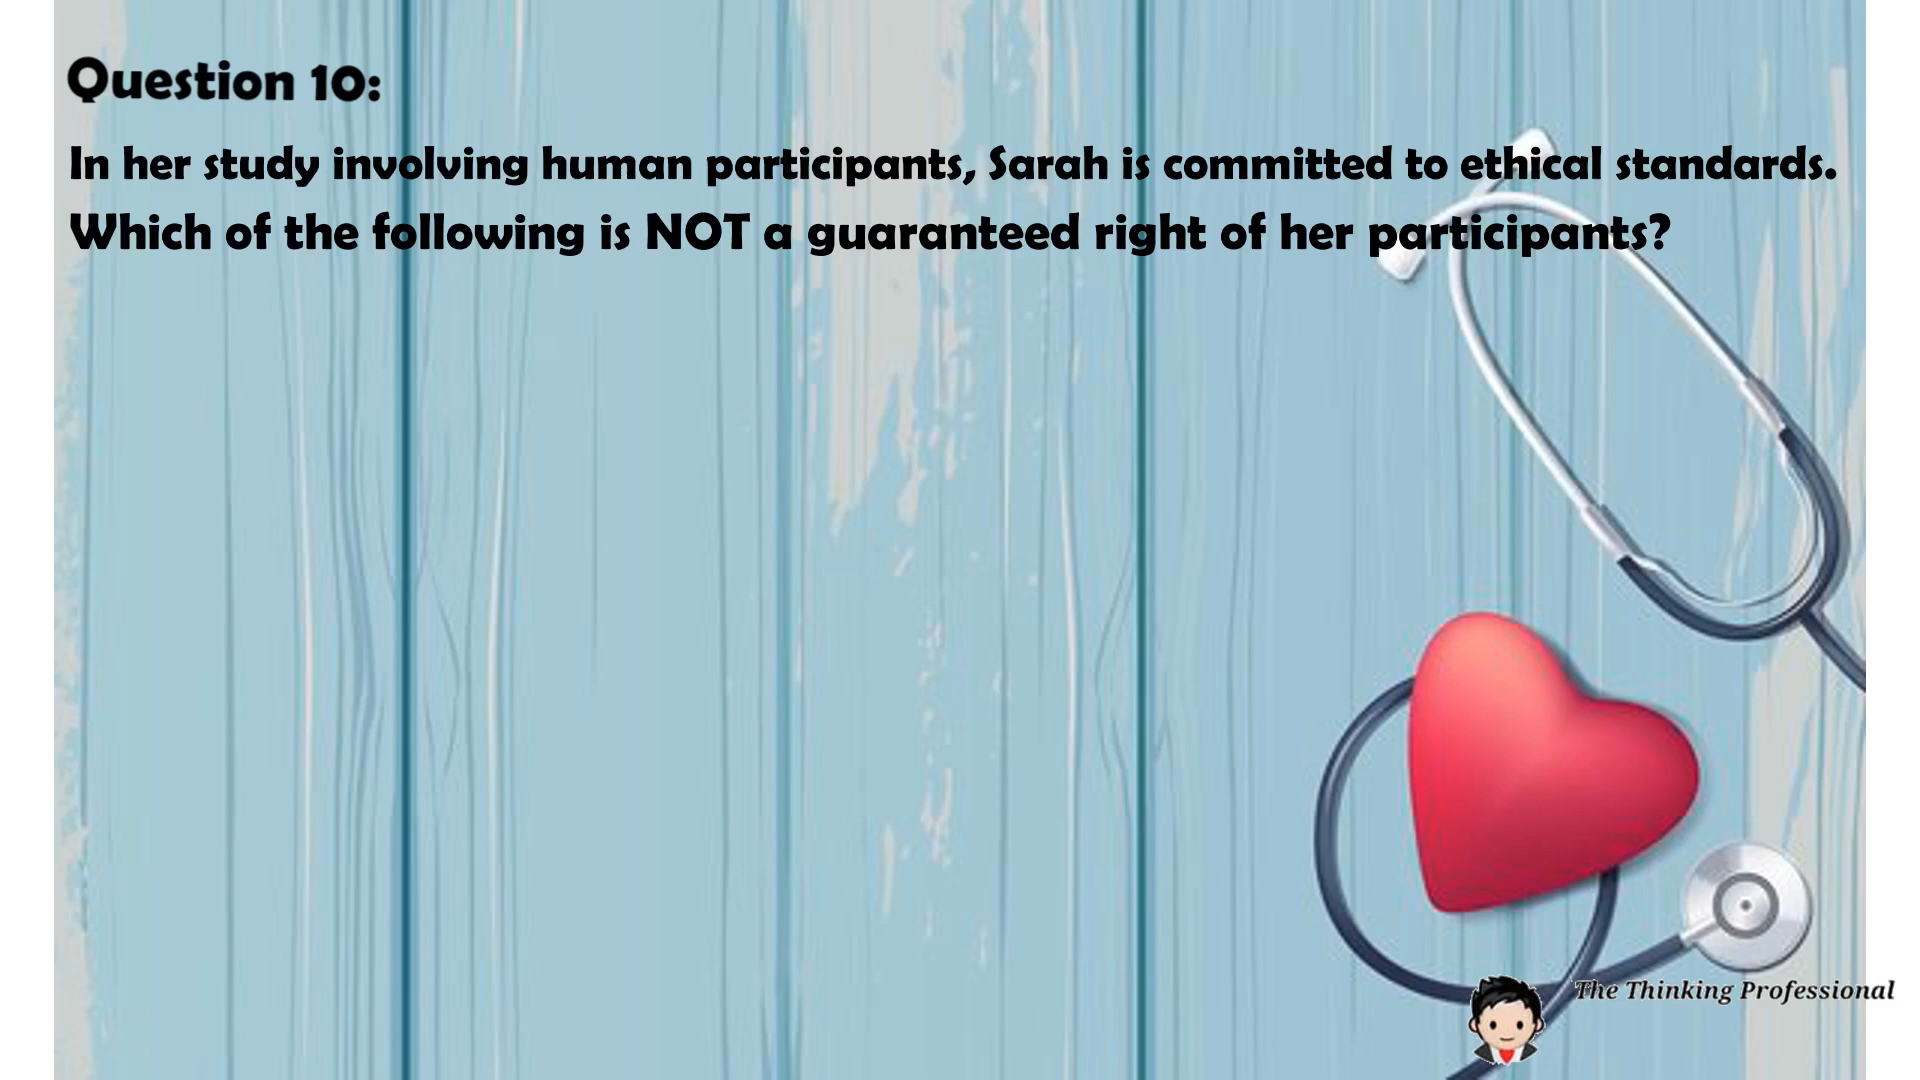 Question 10:
In her study involving human participants, Sarah is committed to ethical standards.
Which of the following is NOT a guaranteed right of her participants?
The Thinking Professional